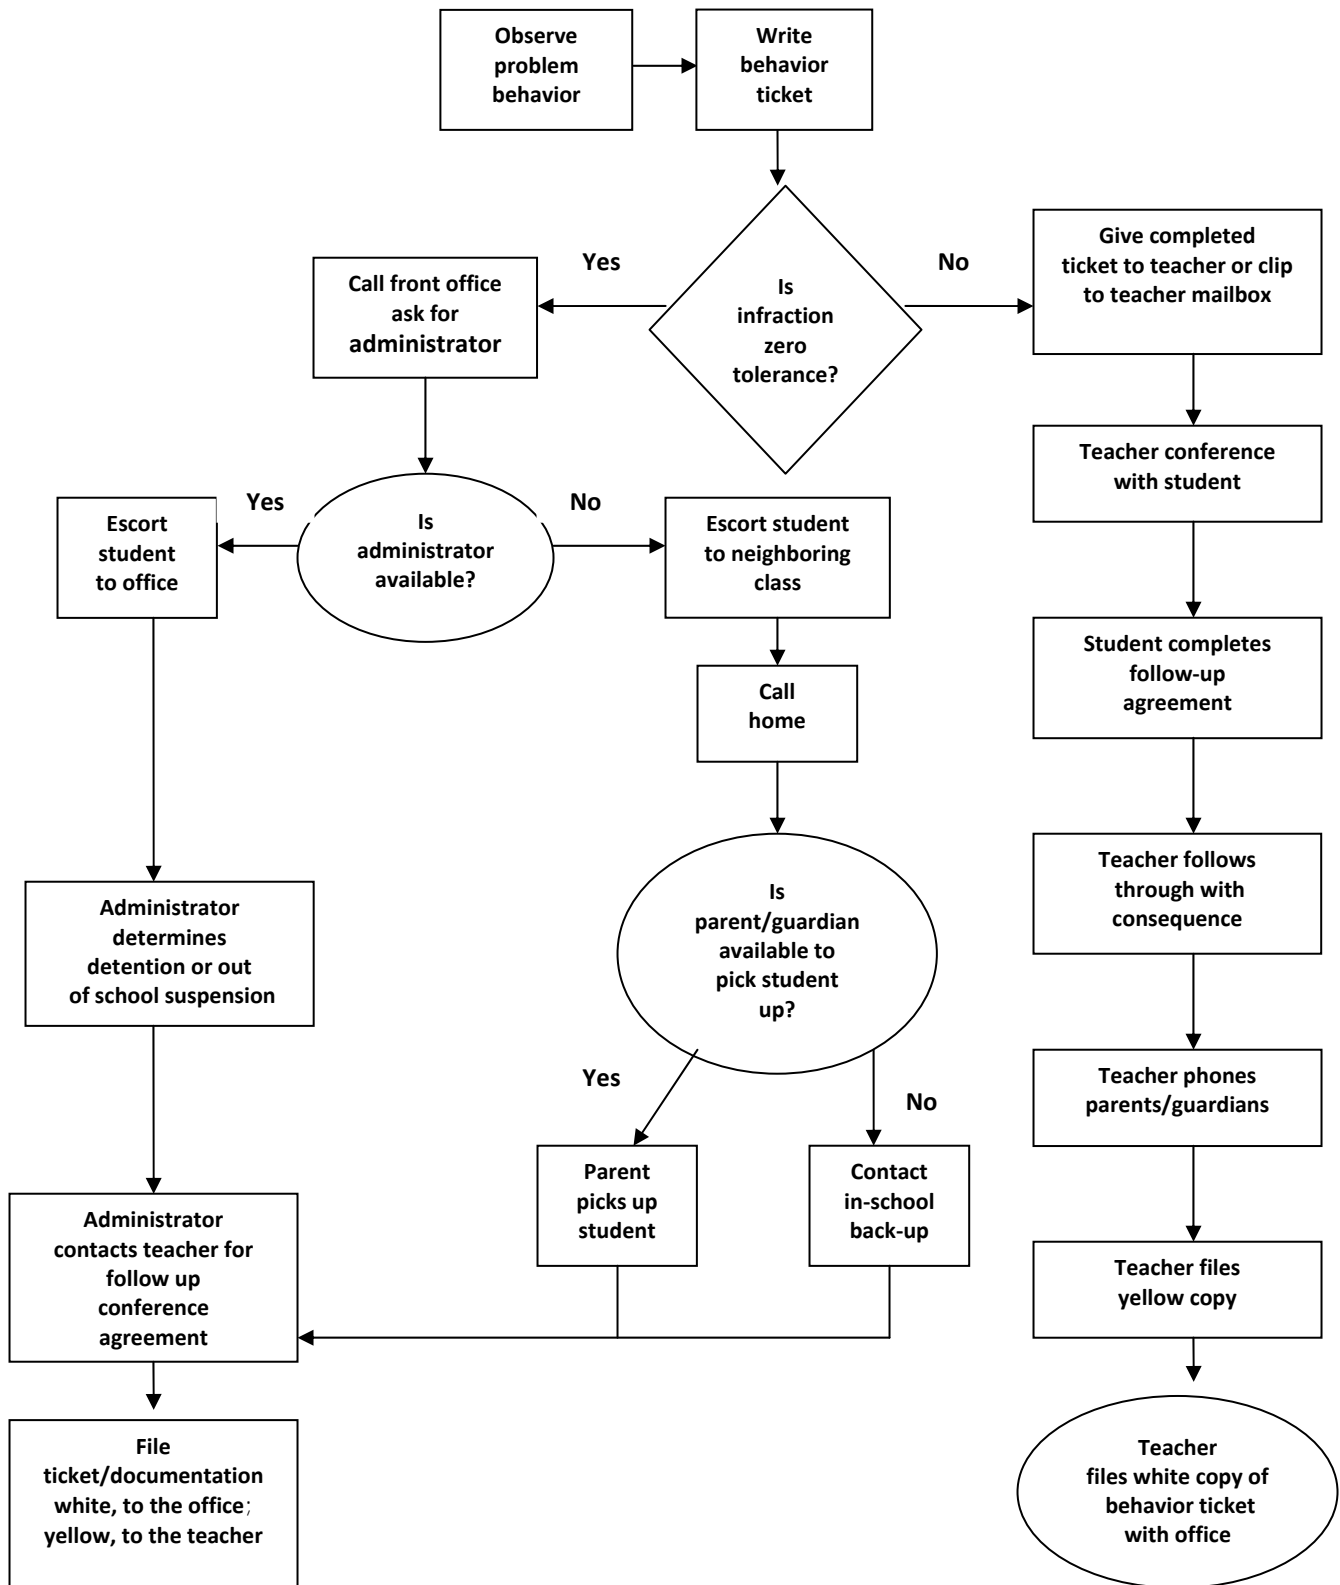 Observe
problem
behavior
Write
behavior
ticket
Is
infraction
zero
tolerance?
Yes
No
Call front office
ask for
administrator
Give completed
ticket to teacher or clip
to teacher mailbox
Is
administrator
available?
Yes
No
Escort
student
to office
Escort student
to neighboring
class
Teacher conference
with student
Call
home
Student completes
follow-up
agreement
Is
parent/guardian
available to
pick student
up?
Teacher follows
through with
consequence
Administrator
determines
detention or out
of school suspension
Yes
No
Teacher phones
parents/guardians
Parent
picks up
student
Contact
in-school
back-up
Administrator
contacts teacher for
follow up
conference
agreement
Teacher files
yellow copy
File
ticket/documentation
white, to the office;
yellow, to the teacher
Teacher
files white copy of
behavior ticket
with office